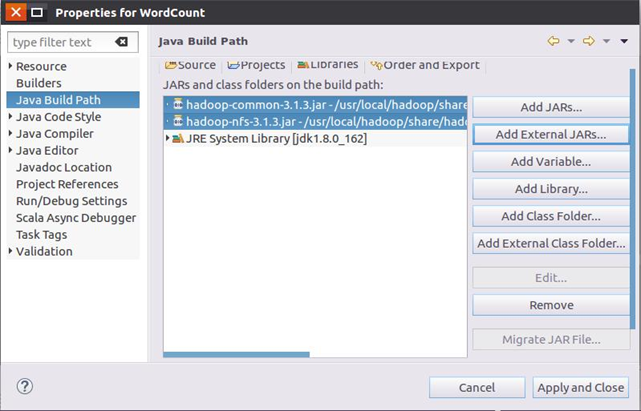 Properties for WordCount
type filter text
Resource
Builders
Java Build Path
Java Code Style
Java Compiler
Java Editor
Javadoc Location
Project References
Run/Debug Settings
Scala Async Debugger
Task Tags
Validation
Java Build Path
Source Projects Libraries Order and Export
JARs and class folders on the build path:
hadoop-common-3.1.3.jar - /usr/local/hadoop/share
hadoop-nfs-3.1.3.jar - /usr/local/hadoop/share/had
JRE System Library [jdk1.8.0_162]
Add JARs...
Add External JARs...
Add Variable...
Add Library...
Add Class Folder...
Add External Class Folder...
Edit...
Remove
Migrate JAR File...
?
Cancel
Apply and Close